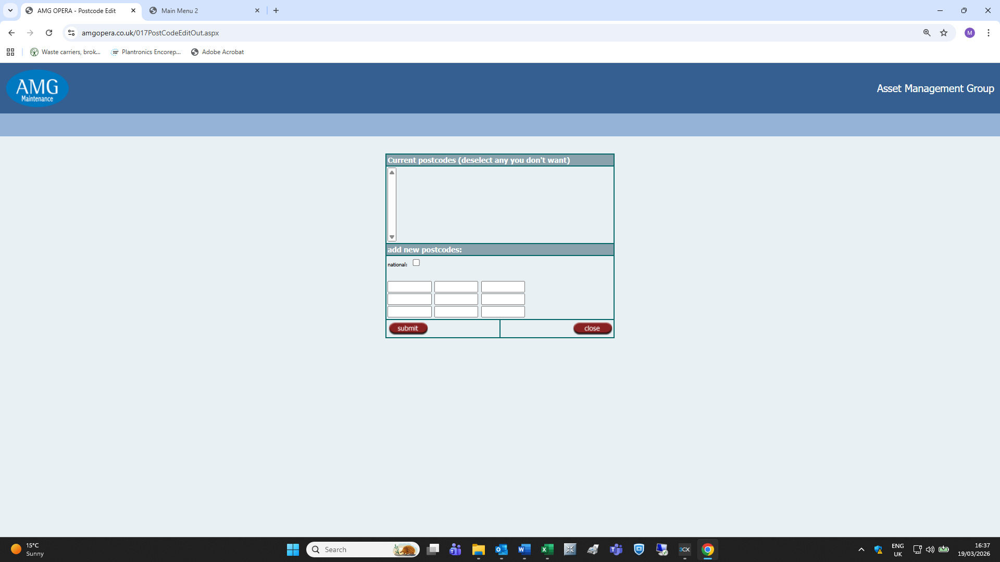 AMG OPERA - Postcode Edit
Main Menu 2
amgopera.co.uk/017PostCodeEditOut.aspx
M
Waste carriers, brok...
Plantronics Encorep...
Adobe Acrobat
AMG
Maintenance
Asset Management Group
Current postcodes (deselect any you don't want)
add new postcodes:
national:
submit
close
15°C
Sunny
Search
3CX
ENG
UK
16:37
19/03/2026